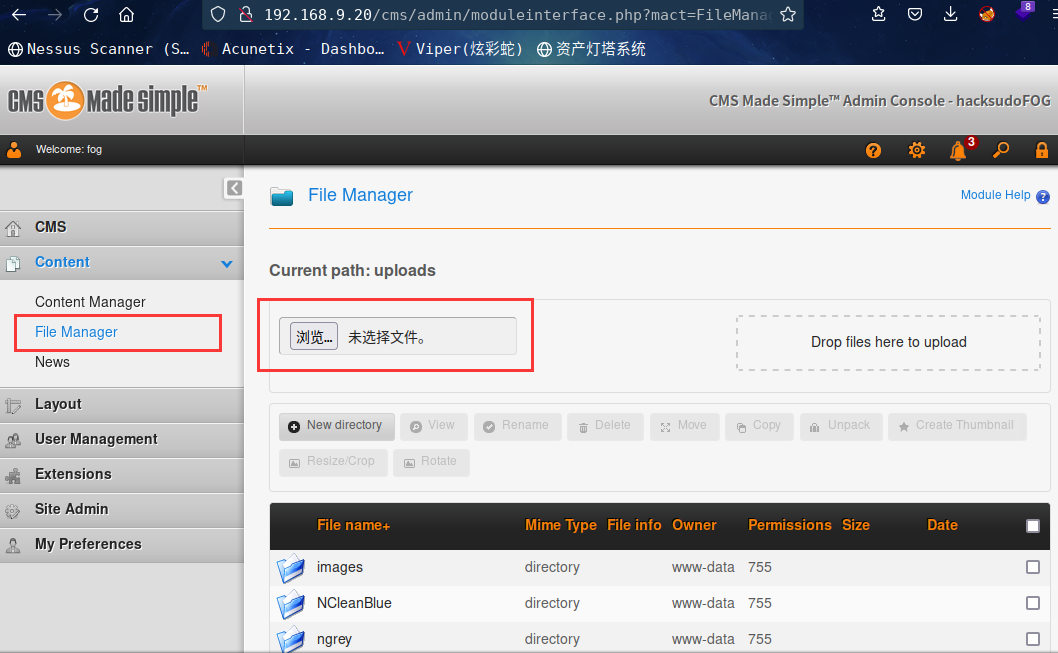 192.168.9.20/cms/admin/moduleinterface.php?mact=FileMana
8
Nessus Scanner (S… Acunetix - Dashbo… Viper(炫彩蛇) 资产灯塔系统
CMS made simple™
CMS Made Simple™ Admin Console - hacksudoFOG
Welcome: fog
3
File Manager
Module Help
CMS
Content
Content Manager
File Manager
News
Layout
User Management
Extensions
Site Admin
My Preferences
Current path: uploads
浏览… 未选择文件。
Drop files here to upload
New directory View Rename Delete Move Copy Unpack Create Thumbnail
Resize/Crop Rotate
File name+ Mime Type File info Owner Permissions Size Date
images directory www-data 755
NCleanBlue directory www-data 755
ngrey directory www-data 755